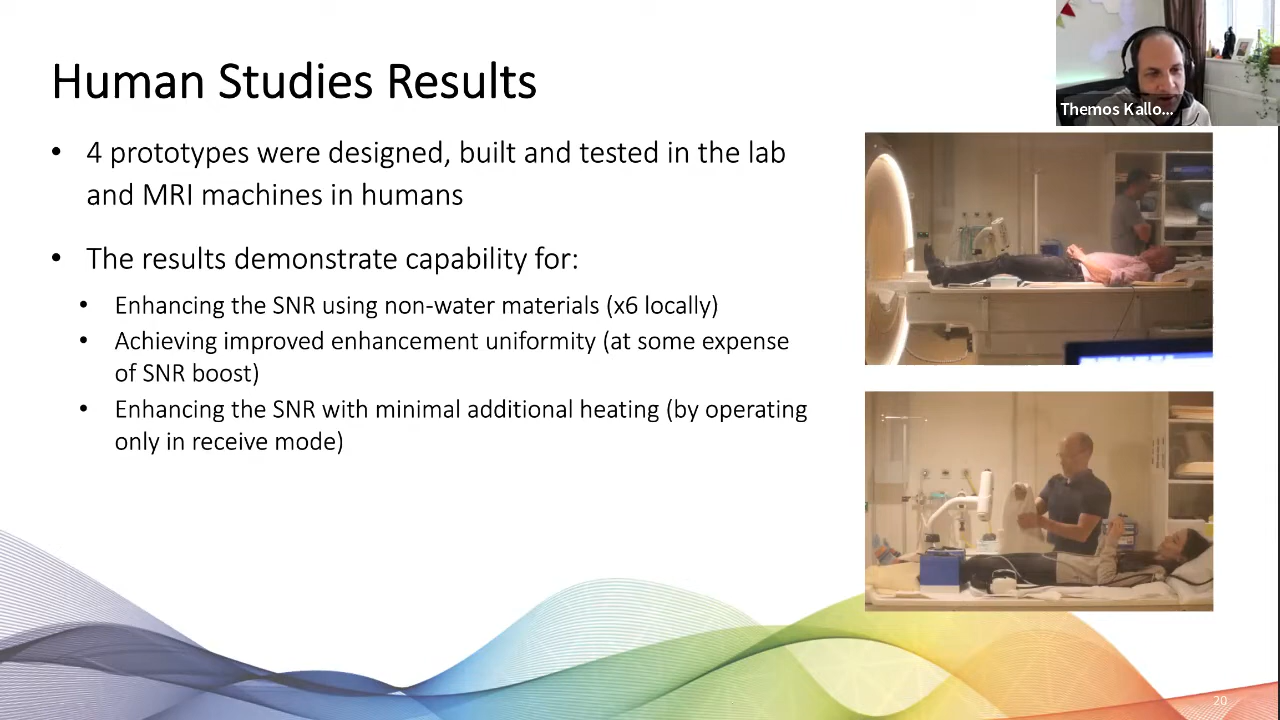 Human Studies Results
Themos Kallo...
• 4 prototypes were designed, built and tested in the lab
and MRI machines in humans
• The results demonstrate capability for:
• Enhancing the SNR using non-water materials (x6 locally)
• Achieving improved enhancement uniformity (at some expense
of SNR boost)
• Enhancing the SNR with minimal additional heating (by operating
only in receive mode)
20